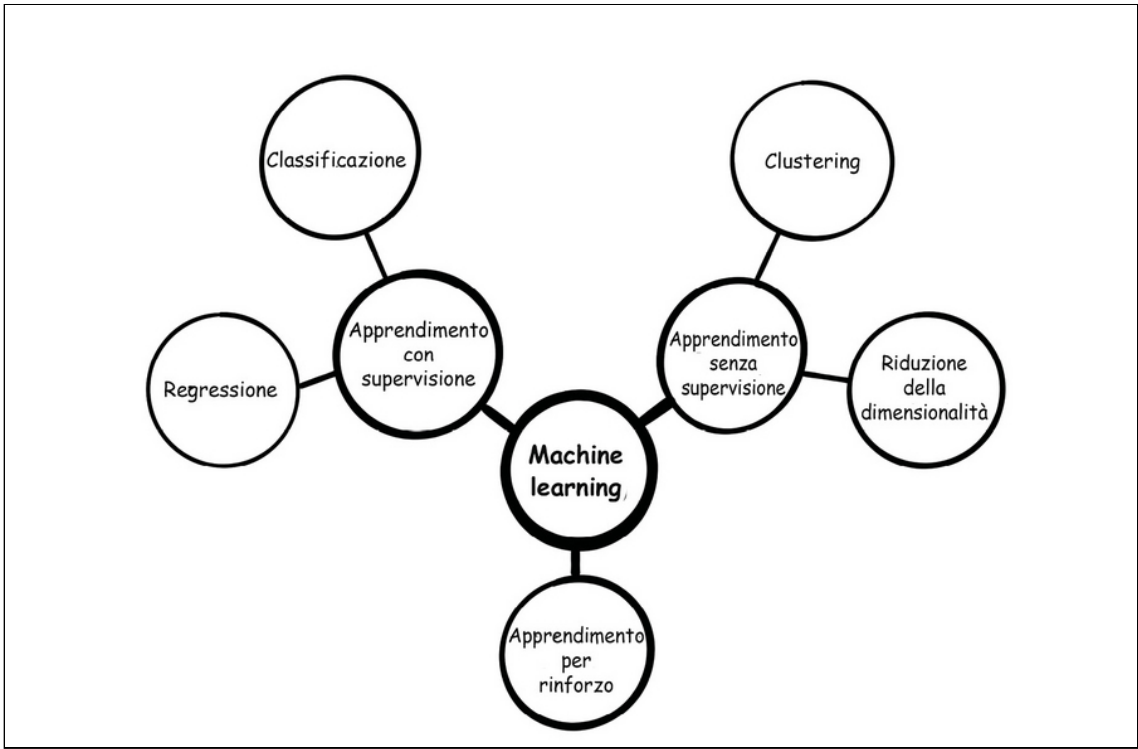 Classificazione
Clustering
Apprendimento
con
supervisione
Apprendimento
senza
supervisione
Regressione
Riduzione
della
dimensionalità
Machine
learning
Apprendimento
per
rinforzo